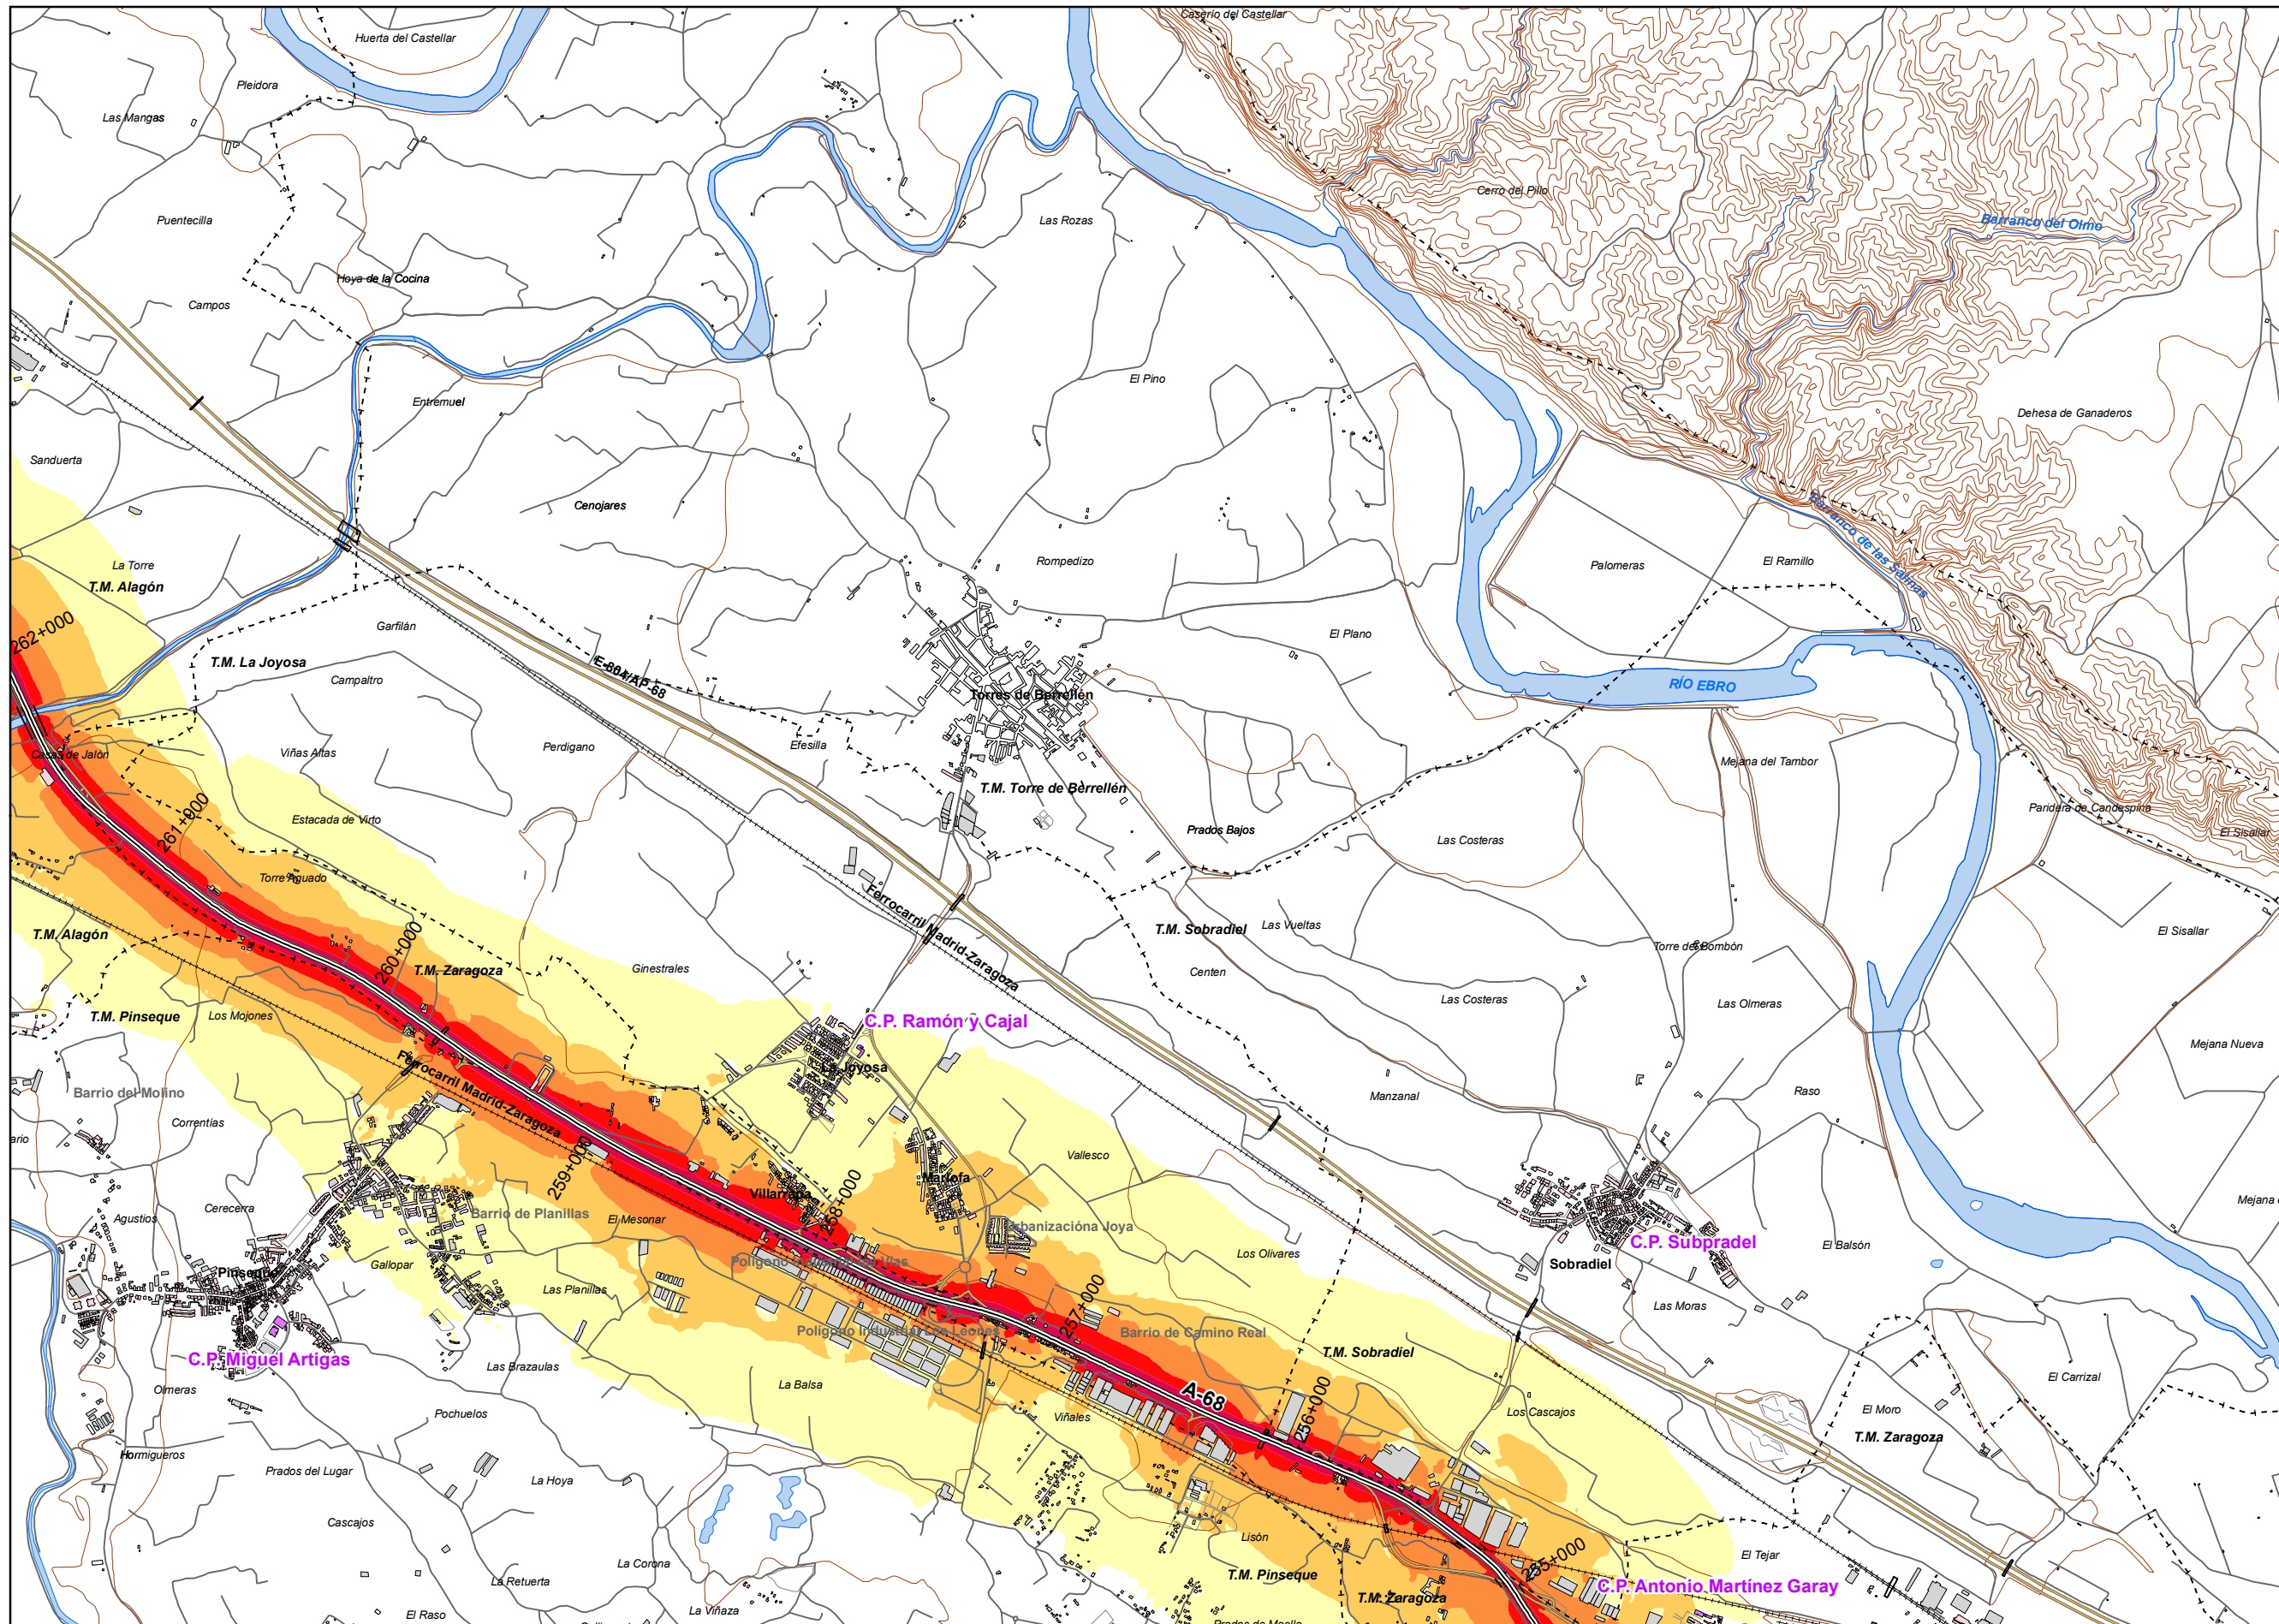 Caserío del Castellar
Huerta del Castellar
Pleidora
Las Mangas
Cerro del Pillo
Puentecilla
Las Rozas
Barranco del Olmo
Hoya de la Cocina
Campos
El Pino
Entremuel
Dehesa de Ganaderos
Sanduerta
Cenojares
Barranco de las Salinas
La Torre
T.M. Alagón
Rompedizo
Palomeras
El Ramillo
262+000
Garfilán
El Plano
T.M. La Joyosa
E-804/AP-68
Campaltro
Torres de Berrellén
RÍO EBRO
Casas de Jalón
Viñas Altas
Perdigano
Efesilla
Mejana del Tambor
T.M. Torre de Berrellén
Paridera de Candespina
261+000
Estacada de Virto
Prados Bajos
El Sisallar
Las Costeras
Torre Aguado
Ferrocarril Madrid-Zaragoza
T.M. Alagón
260+000
T.M. Sobradiel
Las Vueltas
El Sisallar
Torre del Bombón
T.M. Zaragoza
Ginestrales
Centen
Las Costeras
Las Olmeras
T.M. Pinseque
Los Mojones
C.P. Ramón y Cajal
Mejana Nueva
La Joyosa
Barrio del Molino
Ferrocarril Madrid-Zaragoza
Manzanal
Raso
Correntías
ario
259+000
Vallesco
Marlofa
Villarrapa
258+000
Mejana
Agustios
Cerecerra
Barrio de Planillas
El Mesonar
Urbanizacióna Joya
Los Olivares
C.P. Subpradel
El Balsón
Gallopar
Pinseque
Sobradiel
Las Planillas
257+000
Las Moras
Polígono Industrial Los Leones
Barrio de Camino Real
C.P. Miguel Artigas
Las Brazaulas
T.M. Sobradiel
Olmeras
La Balsa
A-68
El Carrizal
Pochuelos
Viñales
256+000
Los Cascajos
El Moro
T.M. Zaragoza
Hormigueros
Prados del Lugar
La Hoya
Cascajos
Lisón
La Corona
255+000
El Tejar
La Retuerta
T.M. Pinseque
C.P. Antonio Martínez Garay
T.M. Zaragoza
El Raso
La Viñaza